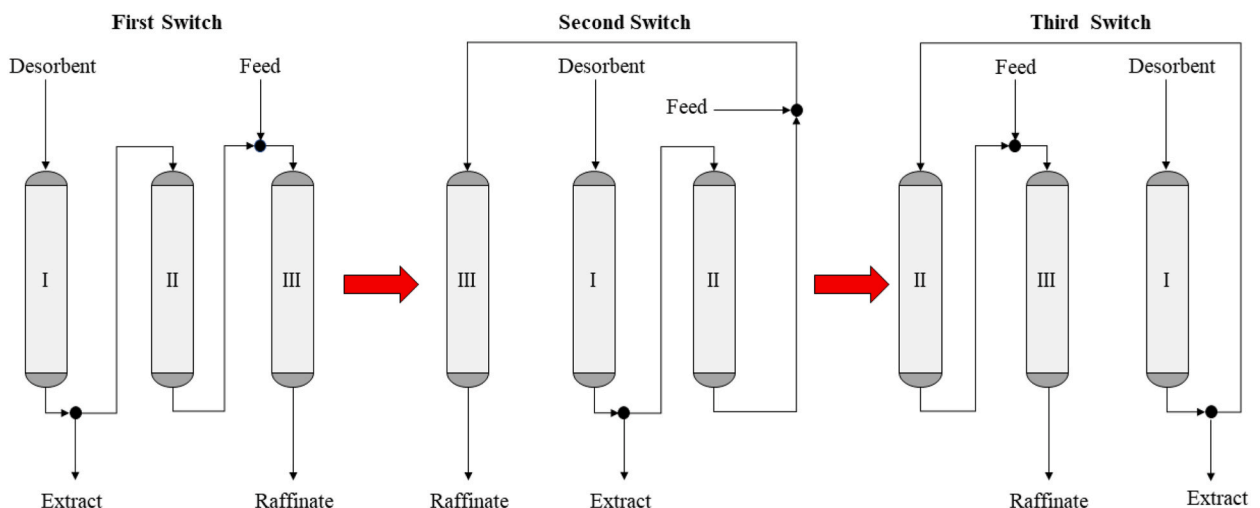 First Switch
Second Switch
Third Switch
Desorbent
Feed
Desorbent
Feed
Feed
Desorbent
I
II
III
III
I
II
II
III
I
Extract
Raffinate
Raffinate
Extract
Raffinate
Extract